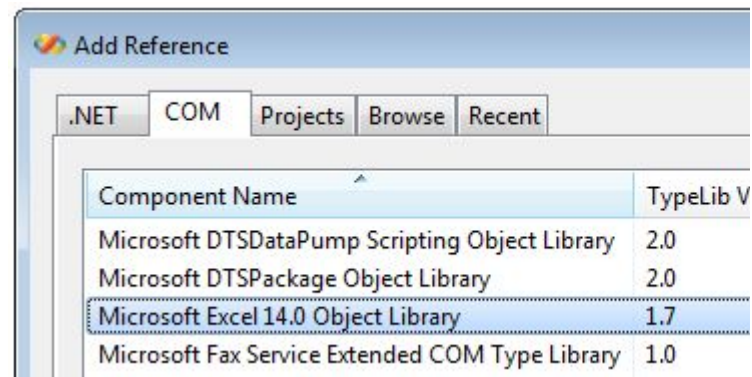 Add Reference
.NET COM Projects Browse Recent
Component Name TypeLib V
Microsoft DTSDataPump Scripting Object Library 2.0
Microsoft DTSPackage Object Library 2.0
Microsoft Excel 14.0 Object Library 1.7
Microsoft Fax Service Extended COM Type Library 1.0